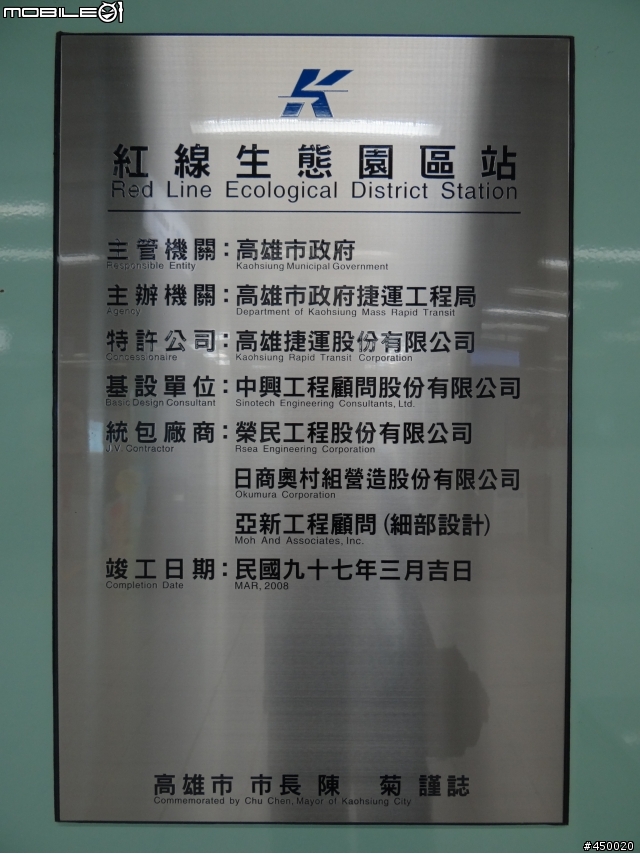 MOBILE01
紅線生態園區站
Red Line Ecological District Station
主管機關：高雄市政府
Responsible Entity Kaohsiung Municipal Government
主辦機關：高雄市政府捷運工程局
Agency Department of Kaohsiung Mass Rapid Transit
特許公司：高雄捷運股份有限公司
Concessionaire Kaohsiung Rapid Transit Corporation
基設單位：中興工程顧問股份有限公司
Basic Design Consultant Sinotech Engineering Consultants, Ltd.
統包廠商：榮民工程股份有限公司
J.V. Contractor Rsea Engineering Corporation
日商奧村組營造股份有限公司
Okumura Corporation
亞新工程顧問(細部設計)
Moh And Associates, Inc.
竣工日期：民國九十七年三月吉日
Completion Date MAR, 2008
高雄市 市長 陳 菊 謹誌
Commemorated by Chu Chen, Mayor of Kaohsiung City
#450020